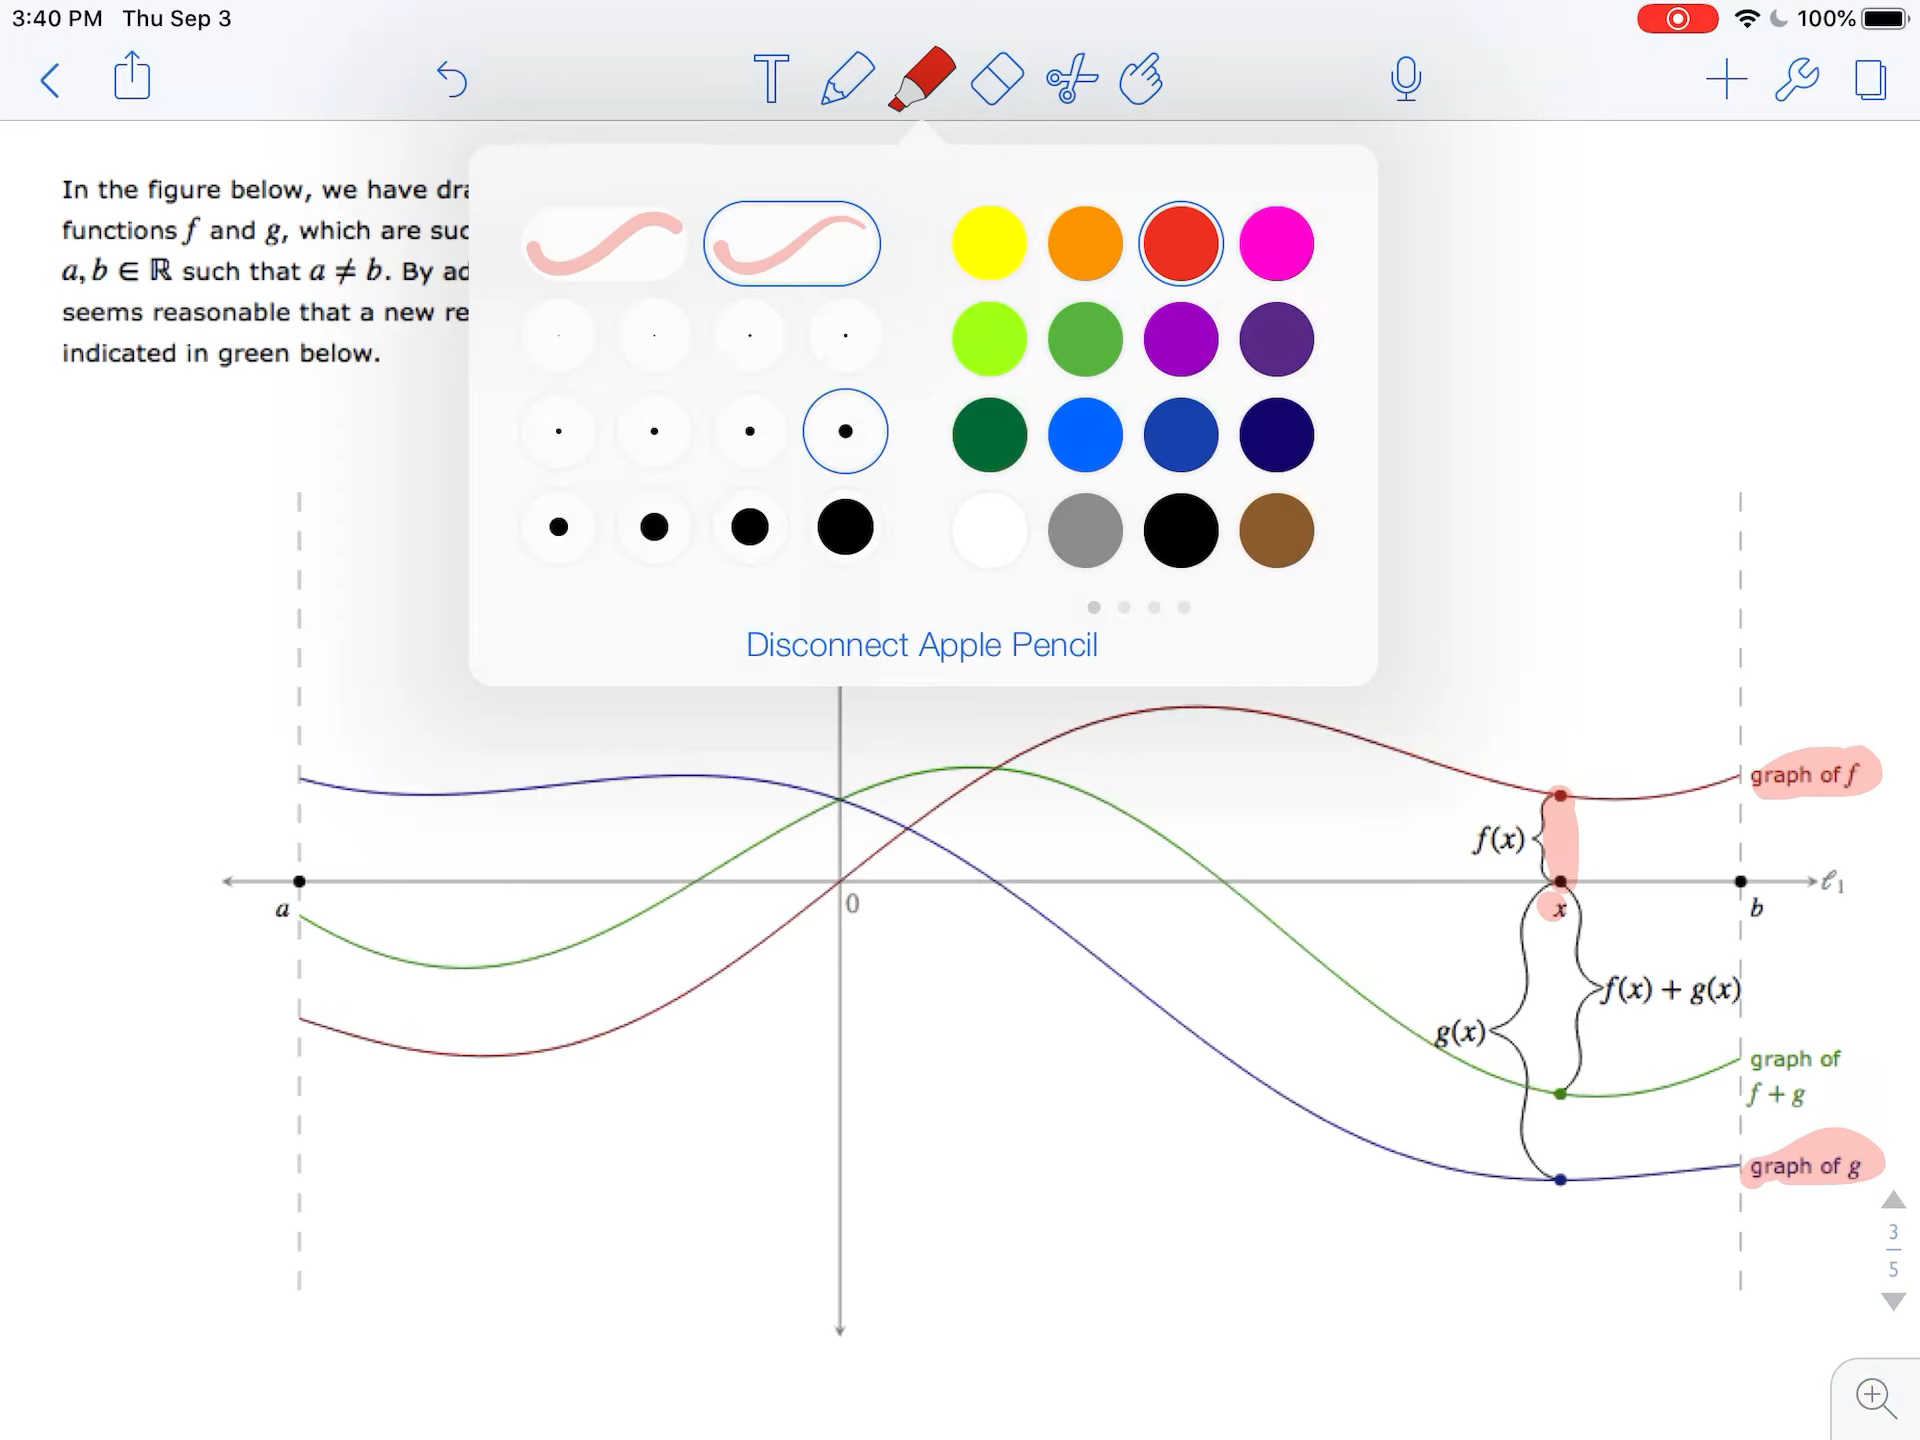 3:40 PM Thu Sep 3
100%
In the figure below, we have dra
functions f and g, which are suc
a, b ∈ ℝ such that a ≠ b. By ad
seems reasonable that a new re
indicated in green below.
Disconnect Apple Pencil
graph of f
f(x)
ℓ₁
a
0
x
b
f(x) + g(x)
g(x)
graph of
f + g
graph of g
3
5